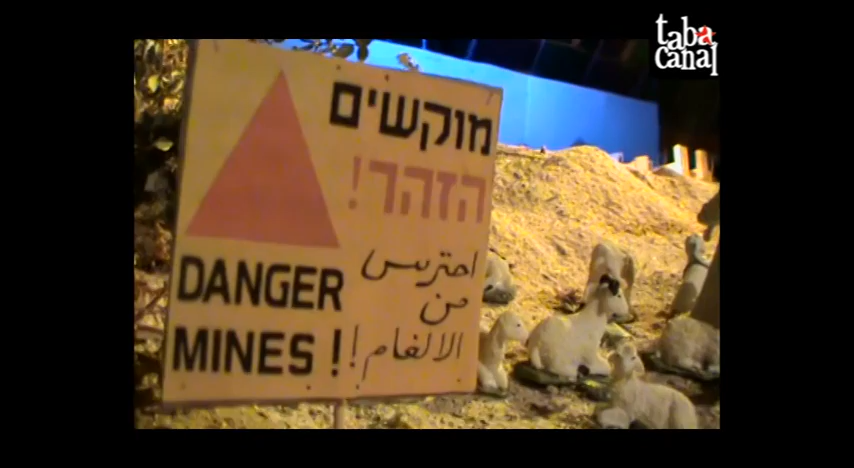 taba
canal
מוקשים
הזהר!
DANGER
MINES!
احترس
من
الالغام!